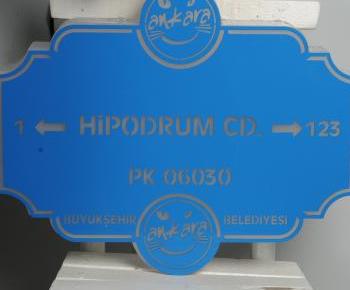 ankara
1 ← HİPODRUM CD. → 123
PK 06030
BÜYÜKŞEHİR ankara BELEDİYESİ